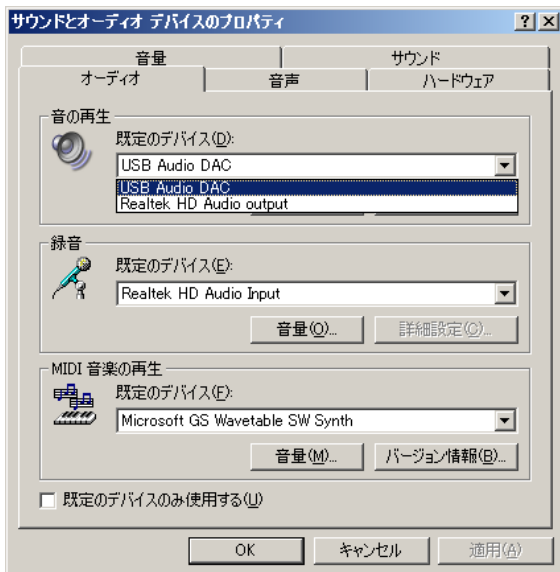 サウンドとオーディオ デバイスのプロパティ
音量 サウンド
オーディオ 音声 ハードウェア
音の再生
既定のデバイス(D):
USB Audio DAC
USB Audio DAC
Realtek HD Audio output
録音
既定のデバイス(E):
Realtek HD Audio Input
音量(O)... 詳細設定(C)...
MIDI 音楽の再生
既定のデバイス(F):
Microsoft GS Wavetable SW Synth
音量(M)... バージョン情報(B)...
既定のデバイスのみ使用する(U)
OK キャンセル 適用(A)